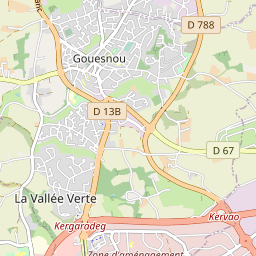 D 788
Gouesnou
D 13B
D 67
La Vallée Verte
Kergaradeg
Kervao
Zone d'aménagement